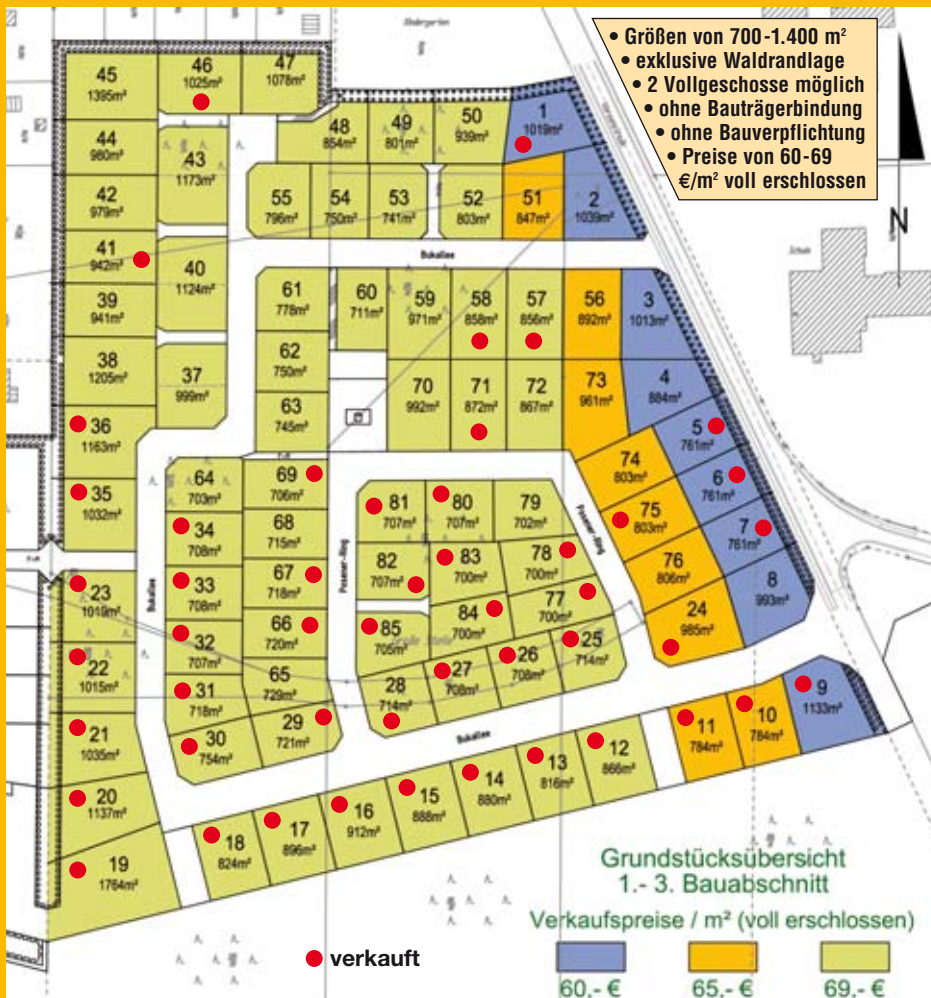 Kindergarten
• Größen von 700-1.400 m²
• exklusive Waldrandlage
• 2 Vollgeschosse möglich
• ohne Bauträgerbindung
• ohne Bauverpflichtung
• Preise von 60-69
€/m² voll erschlossen
N
Schule
45
1395m²
46
1025m²
47
1078m²
44
980m²
43
1173m²
48
854m²
49
801m²
50
939m²
1
1019m²
42
979m²
55
796m²
54
750m²
53
741m²
52
803m²
51
847m²
2
1039m²
41
942m²
40
1124m²
Bukallee
39
941m²
61
778m²
60
711m²
59
971m²
58
858m²
57
856m²
56
892m²
3
1013m²
38
1205m²
37
999m²
62
750m²
63
745m²
70
992m²
71
872m²
72
867m²
73
961m²
4
884m²
36
1163m²
5
761m²
35
1032m²
64
703m²
69
706m²
74
803m²
6
761m²
34
708m²
68
715m²
81
707m²
80
707m²
79
702m²
75
803m²
7
761m²
Posener-Ring
Posener-Ring
Bukallee
33
708m²
67
718m²
82
707m²
83
700m²
78
700m²
76
806m²
8
993m²
23
1019m²
32
707m²
66
720m²
85
705m²
84
700m²
77
700m²
24
985m²
22
1015m²
31
718m²
65
729m²
28
714m²
27
708m²
26
708m²
25
714m²
21
1035m²
30
754m²
29
721m²
Bukallee
9
1133m²
20
1137m²
11
784m²
10
784m²
19
1764m²
18
824m²
17
896m²
16
912m²
15
888m²
14
880m²
13
816m²
12
866m²
Grundstücksübersicht
1.- 3. Bauabschnitt
Verkaufspreise / m² (voll erschlossen)
verkauft
60,- €
65,- €
69,- €